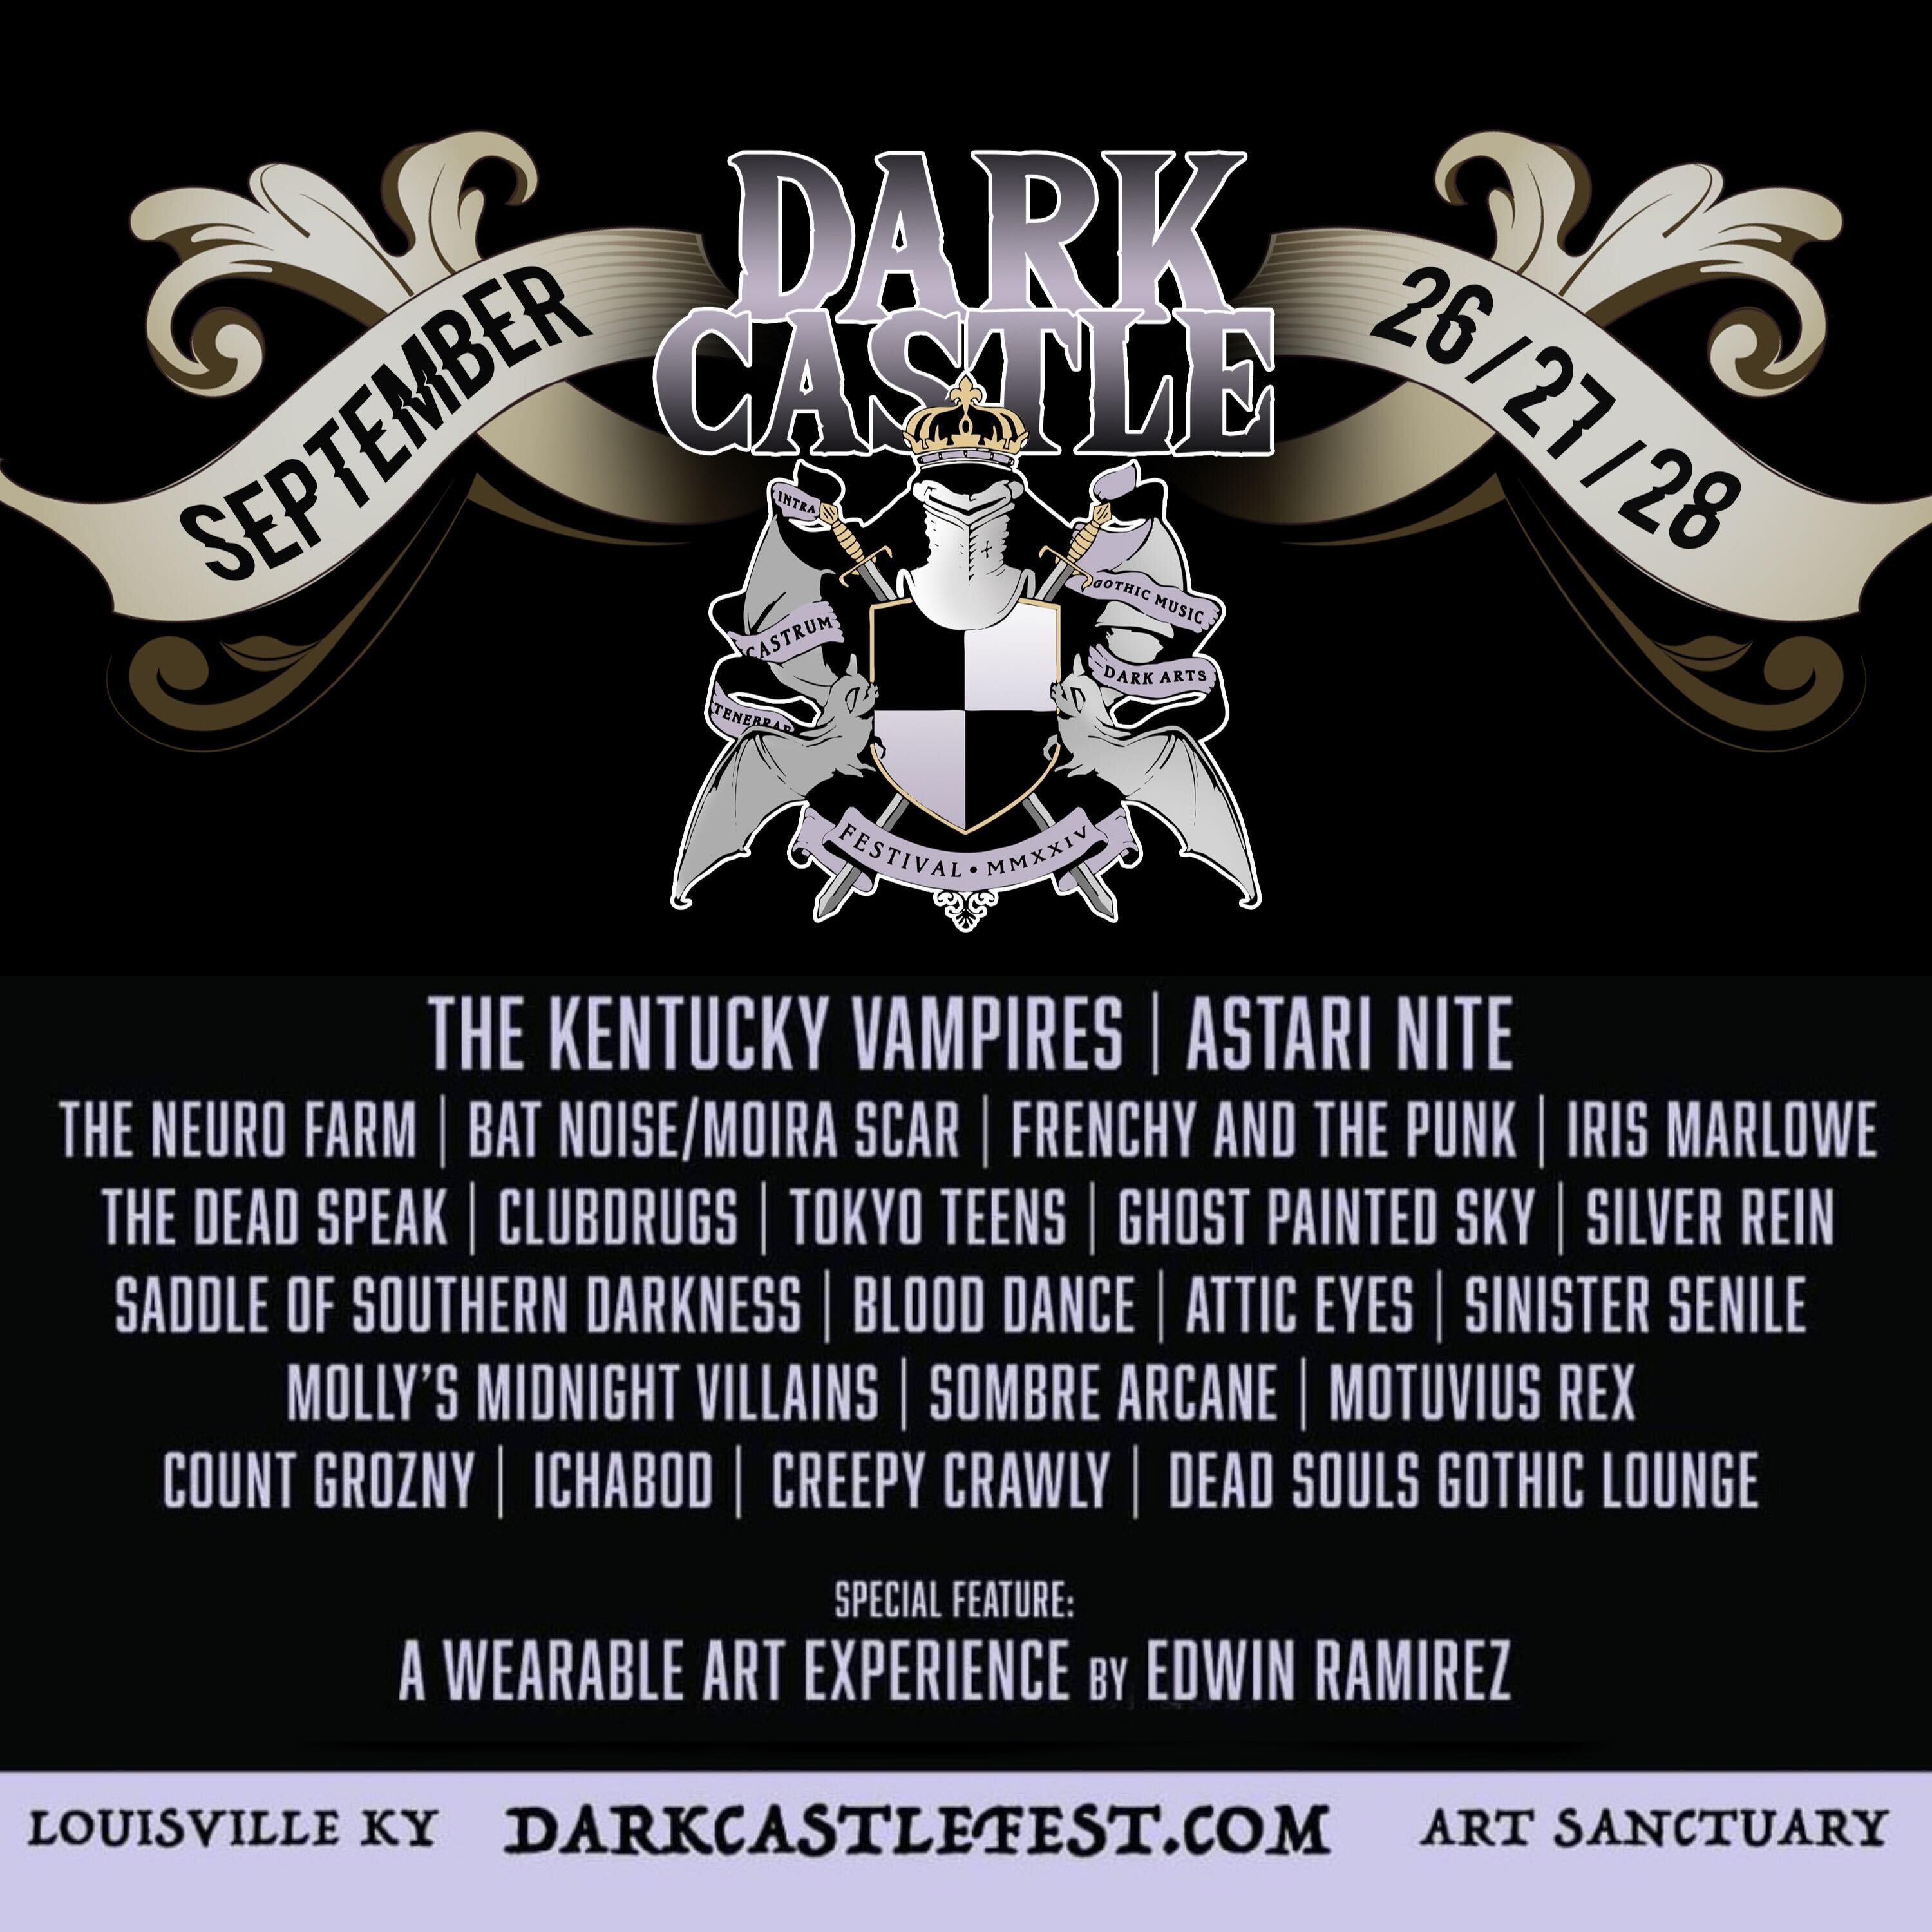 DARK
CASTLE
SEPTEMBER
26/27/28
INTRA
CASTRUM
TENEBRAE
GOTHIC MUSIC
DARK ARTS
FESTIVAL • MMXXIV
THE KENTUCKY VAMPIRES | ASTARI NITE
THE NEURO FARM | BAT NOISE/MOIRA SCAR | FRENCHY AND THE PUNK | IRIS MARLOWE
THE DEAD SPEAK | CLUBDRUGS | TOKYO TEENS | GHOST PAINTED SKY | SILVER REIN
SADDLE OF SOUTHERN DARKNESS | BLOOD DANCE | ATTIC EYES | SINISTER SENILE
MOLLY'S MIDNIGHT VILLAINS | SOMBRE ARCANE | MOTUVIUS REX
COUNT GROZNY | ICHABOD | CREEPY CRAWLY | DEAD SOULS GOTHIC LOUNGE
SPECIAL FEATURE:
A WEARABLE ART EXPERIENCE BY EDWIN RAMIREZ
LOUISVILLE KY DARKCASTLEFEST.COM ART SANCTUARY